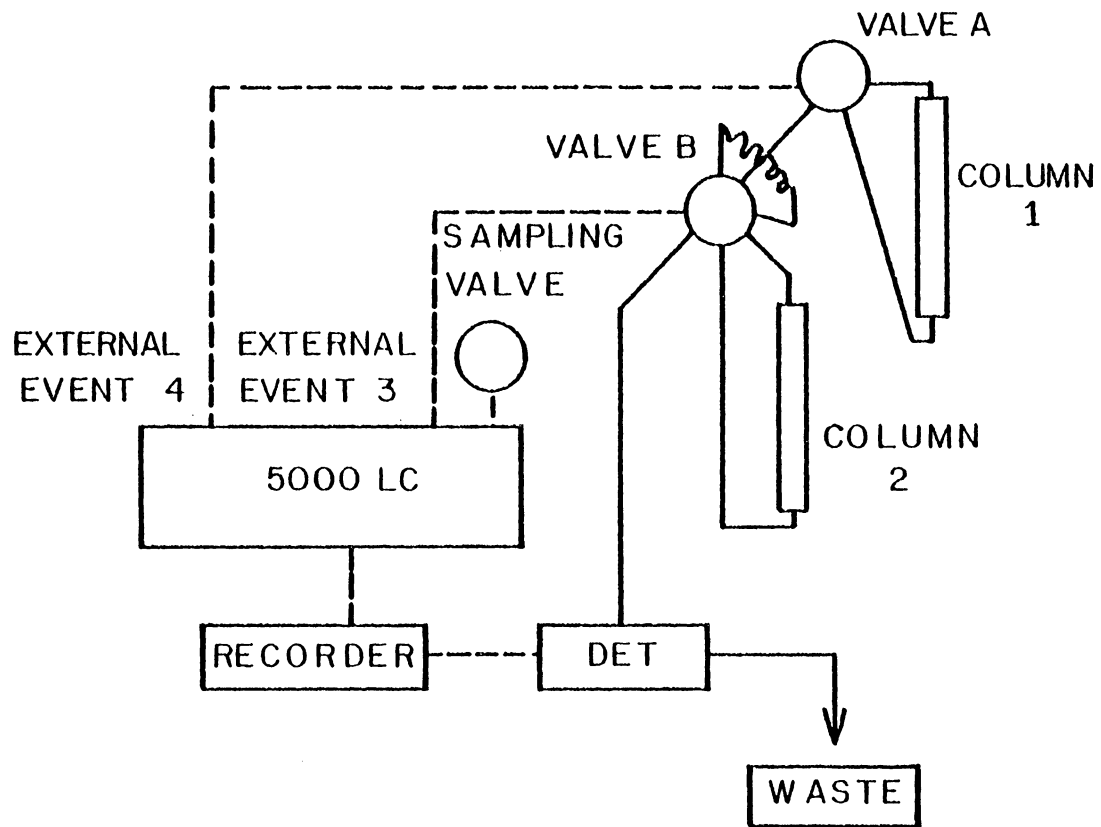 VALVE A
VALVE B
COLUMN
1
SAMPLING
VALVE
EXTERNAL
EVENT 4
EXTERNAL
EVENT 3
COLUMN
2
5000 LC
RECORDER
DET
WASTE